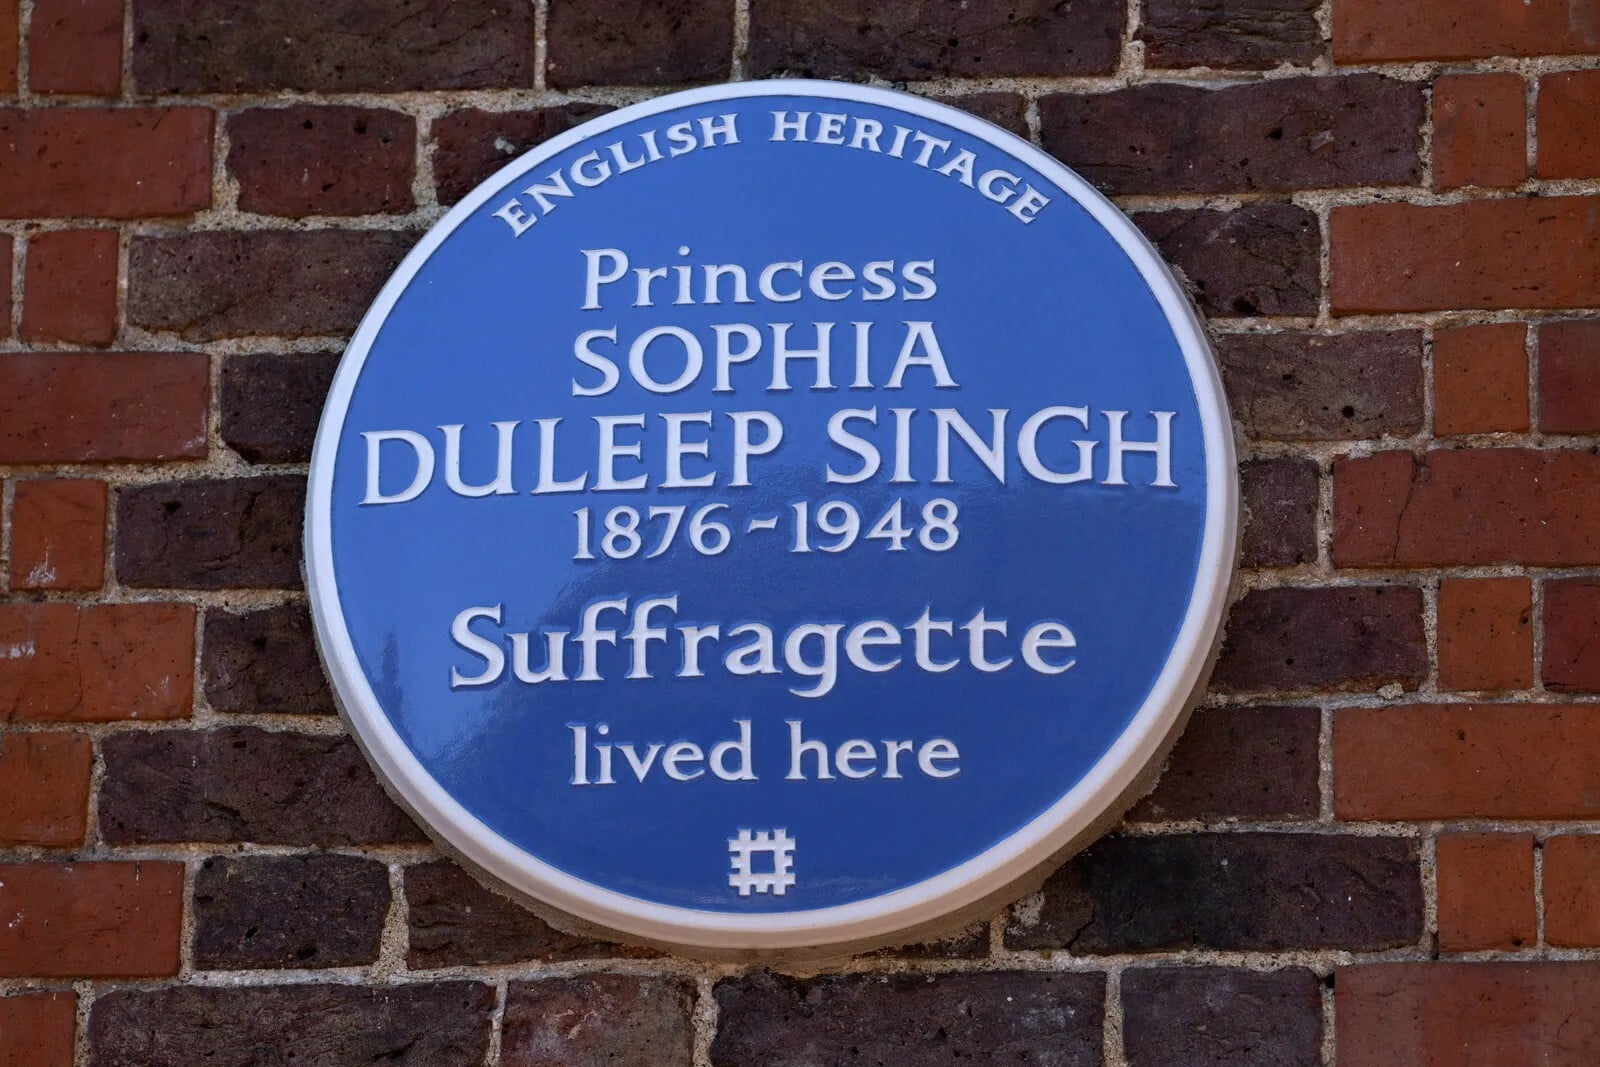 ENGLISH HERITAGE
Princess
SOPHIA
DULEEP SINGH
1876-1948
Suffragette
lived here